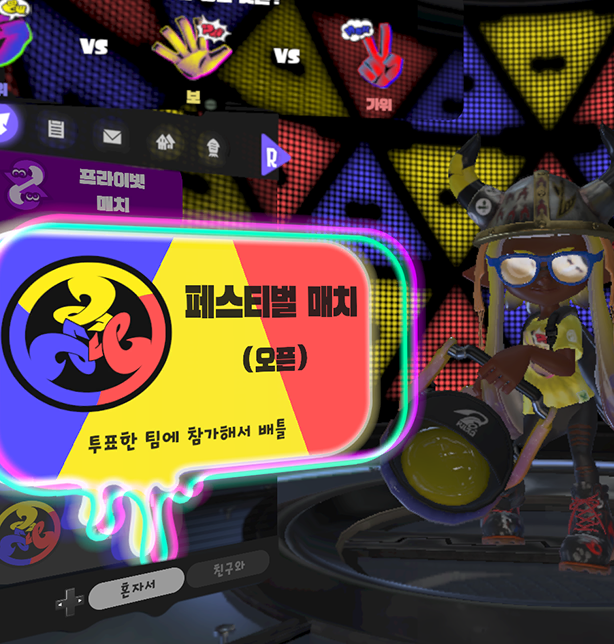 vs
vs
위
보
가위
R
프라이빗
매치
페스티벌 매치
(오픈)
투표한 팀에 참가해서 배틀
혼자서
친구와